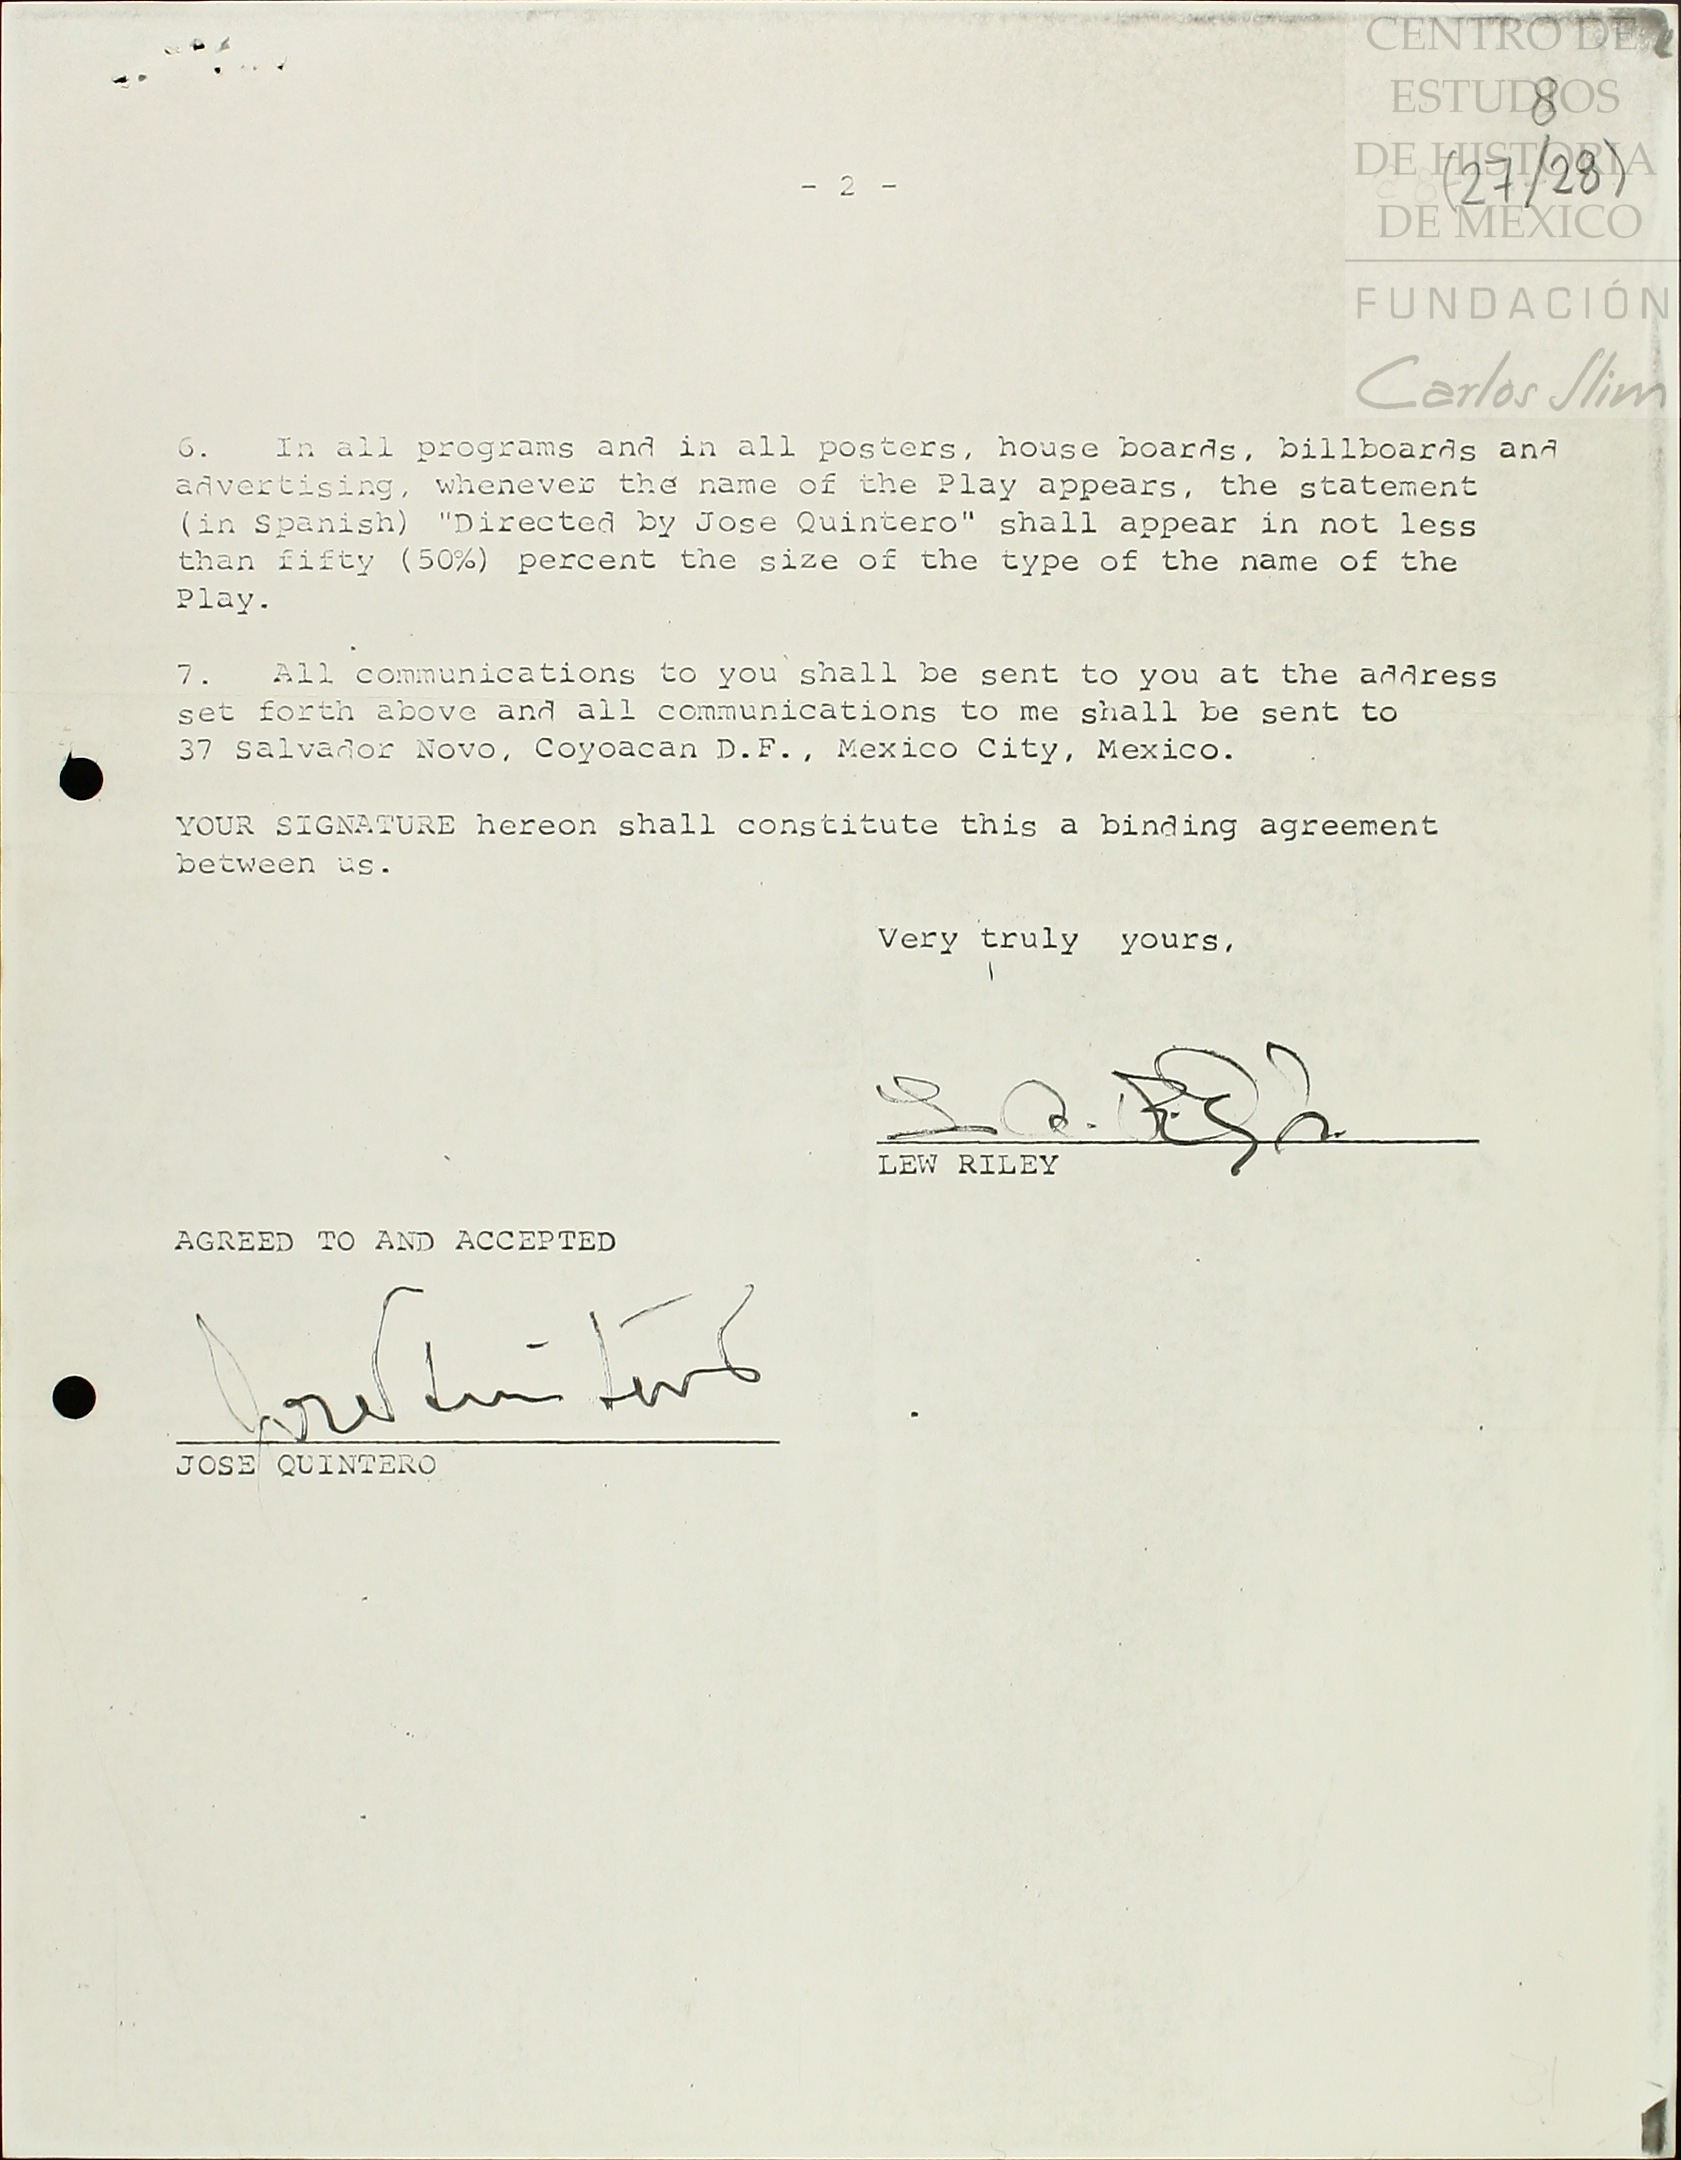 CENTRO DE
ESTUDIOS
DE HISTORIA
DE MEXICO
FUNDACIÓN
Carlos Slim
8
(27/28)
- 2 -
6. In all programs and in all posters, house boards, billboards and
advertising, whenever the name of the Play appears, the statement
(in Spanish) "Directed by Jose Quintero" shall appear in not less
than fifty (50%) percent the size of the type of the name of the
Play.
7. All communications to you shall be sent to you at the address
set forth above and all communications to me shall be sent to
37 Salvador Novo, Coyoacan D.F., Mexico City, Mexico.
YOUR SIGNATURE hereon shall constitute this a binding agreement
between us.
Very truly yours,
LEW RILEY
AGREED TO AND ACCEPTED
Jose Quintero
JOSE QUINTERO